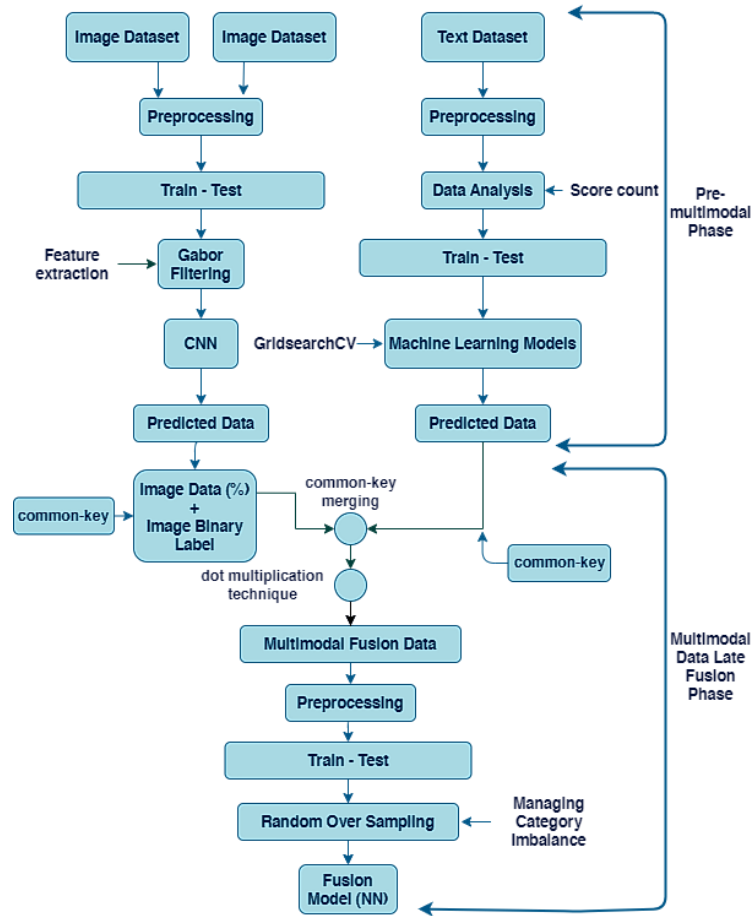 Image Dataset
Image Dataset
Text Dataset
Preprocessing
Preprocessing
Train - Test
Data Analysis
Score count
Pre-
multimodal
Phase
Feature
extraction
Gabor
Filtering
Train - Test
CNN
GridsearchCV
Machine Learning Models
Predicted Data
Predicted Data
common-key
Image Data (%)
+
Image Binary
Label
common-key
merging
common-key
dot multiplication
technique
Multimodal Fusion Data
Multimodal
Data Late
Fusion
Phase
Preprocessing
Train - Test
Random Over Sampling
Managing
Category
Imbalance
Fusion
Model (NN)